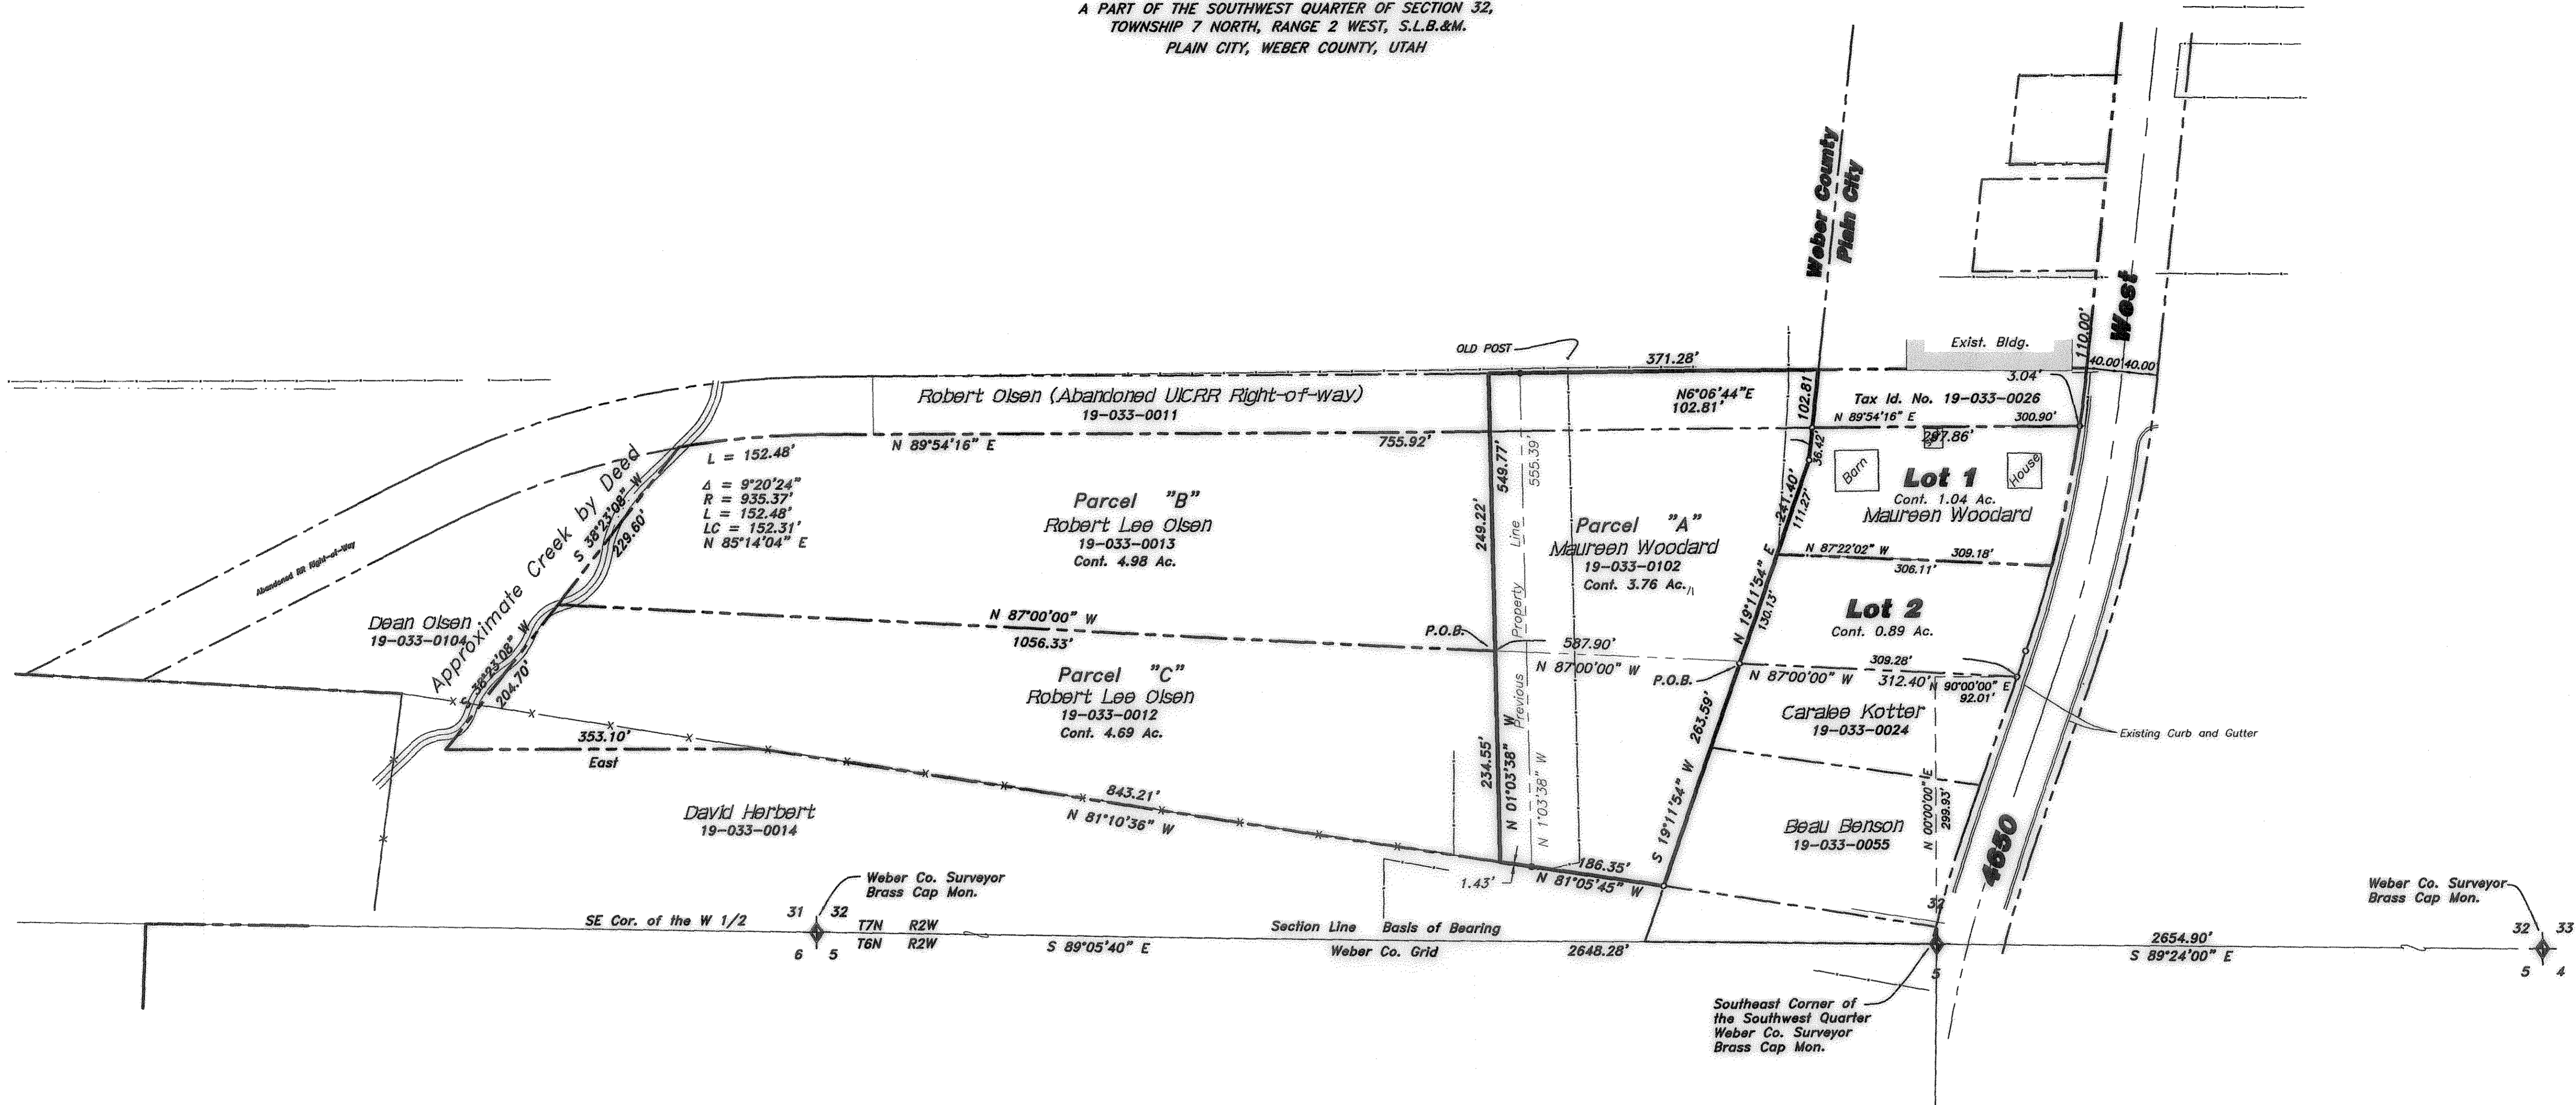 A PART OF THE SOUTHWEST QUARTER OF SECTION 32,
TOWNSHIP 7 NORTH, RANGE 2 WEST, S.L.B.&M.
PLAIN CITY, WEBER COUNTY, UTAH
Weber County
Plain City
West
110.00'
40.00' 40.00'
Exist. Bldg.
3.04'
OLD POST
371.28'
Robert Olsen (Abandoned UICRR Right-of-way)
19-033-0011
N6°06'44"E
102.81'
102.81
Tax Id. No. 19-033-0026
N 89°54'16" E
300.90'
297.86'
N 89°54'16" E
755.92'
L = 152.48'
Δ = 9°20'24"
R = 935.37'
L = 152.48'
LC = 152.31'
N 85°14'04" E
Parcel "B"
Robert Lee Olsen
19-033-0013
Cont. 4.98 Ac.
549.77'
249.22'
555.39'
Previous Property Line
Parcel "A"
Maureen Woodard
19-033-0102
Cont. 3.76 Ac.
36.42'
241.40'
111.27'
N 19°11'54" E
130.13'
Barn
House
Lot 1
Cont. 1.04 Ac.
Maureen Woodard
N 87°22'02" W
309.18'
306.11'
Lot 2
Cont. 0.89 Ac.
Abandoned RR Right-of-Way
Approximate Creek by Deed
S 38°23'08" W
229.60'
Dean Olsen
19-033-0104
S 38°23'08" W
204.70'
N 87°00'00" W
1056.33'
P.O.B.
587.90'
N 87°00'00" W
P.O.B.
309.28'
N 87°00'00" W
312.40'
N 90°00'00" E
92.01'
Parcel "C"
Robert Lee Olsen
19-033-0012
Cont. 4.69 Ac.
Caralee Kotter
19-033-0024
Existing Curb and Gutter
353.10'
East
234.55'
N 01°03'38" W
N 1°03'38" W
S 19°11'54" W
263.59'
843.21'
N 81°10'36" W
David Herbert
19-033-0014
Beau Benson
19-033-0055
N 00°00'00" E
299.93'
4650
1.43'
186.35'
N 81°05'45" W
Weber Co. Surveyor
Brass Cap Mon.
Weber Co. Surveyor
Brass Cap Mon.
SE Cor. of the W 1/2
31 32
T7N R2W
T6N R2W
6 5
S 89°05'40" E
Section Line Basis of Bearing
Weber Co. Grid
2648.28'
32
5
2654.90'
S 89°24'00" E
32 33
5 4
Southeast Corner of
the Southwest Quarter
Weber Co. Surveyor
Brass Cap Mon.